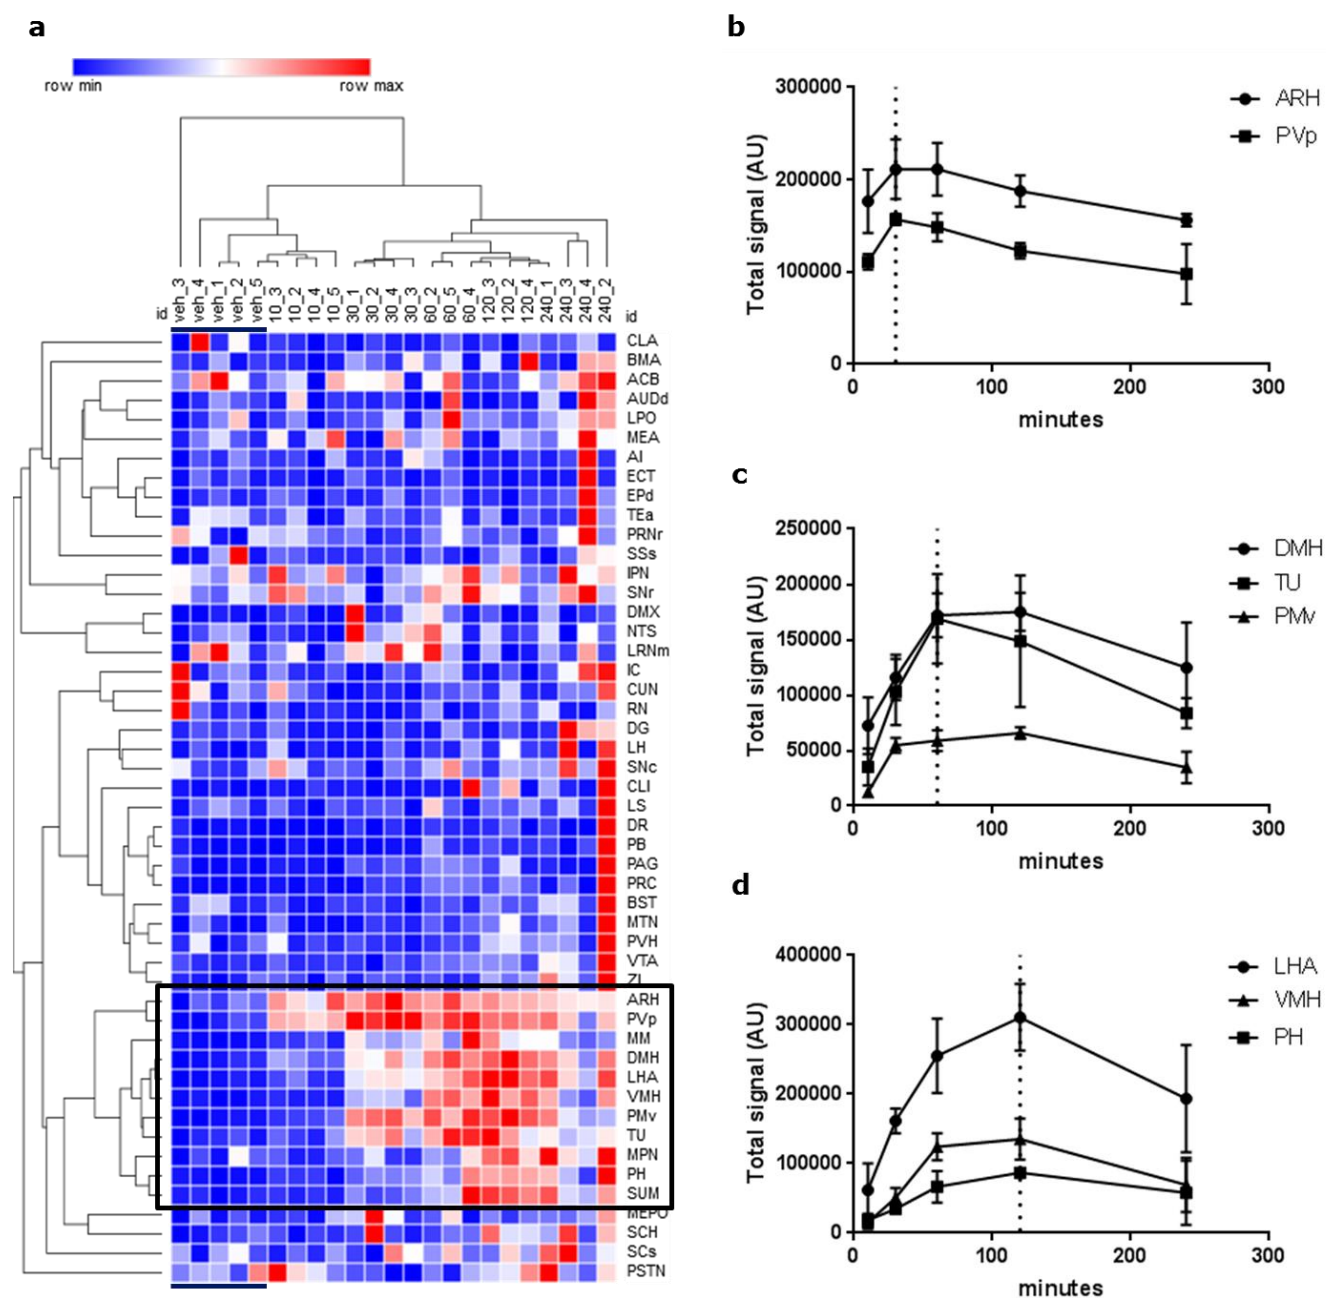 a
row min
row max
id
veh_3
veh_4
veh_1
veh_2
veh_5
10_3
10_2
10_4
10_5
30_1
30_2
30_4
30_3
60_2
60_5
60_4
120_3
120_2
120_4
240_1
240_3
240_4
240_2
id
CLA
BMA
ACB
AUDd
LPO
MEA
AI
ECT
EPd
TEa
PRNr
SSs
IPN
SNr
DMX
NTS
LRNm
IC
CUN
RN
DG
LH
SNc
CLI
LS
DR
PB
PAG
PRC
BST
MTN
PVH
VTA
ZI
ARH
PVp
MM
DMH
LHA
VMH
PMv
TU
MPN
PH
SUM
MEPO
SCH
SCs
PSTN
b
Total signal (AU)
300000
200000
100000
0
0 100 200 300
minutes
ARH
PVp
c
Total signal (AU)
250000
200000
150000
100000
50000
0
0 100 200 300
minutes
DMH
TU
PMv
d
Total signal (AU)
400000
300000
200000
100000
0
0 100 200 300
minutes
LHA
VMH
PH